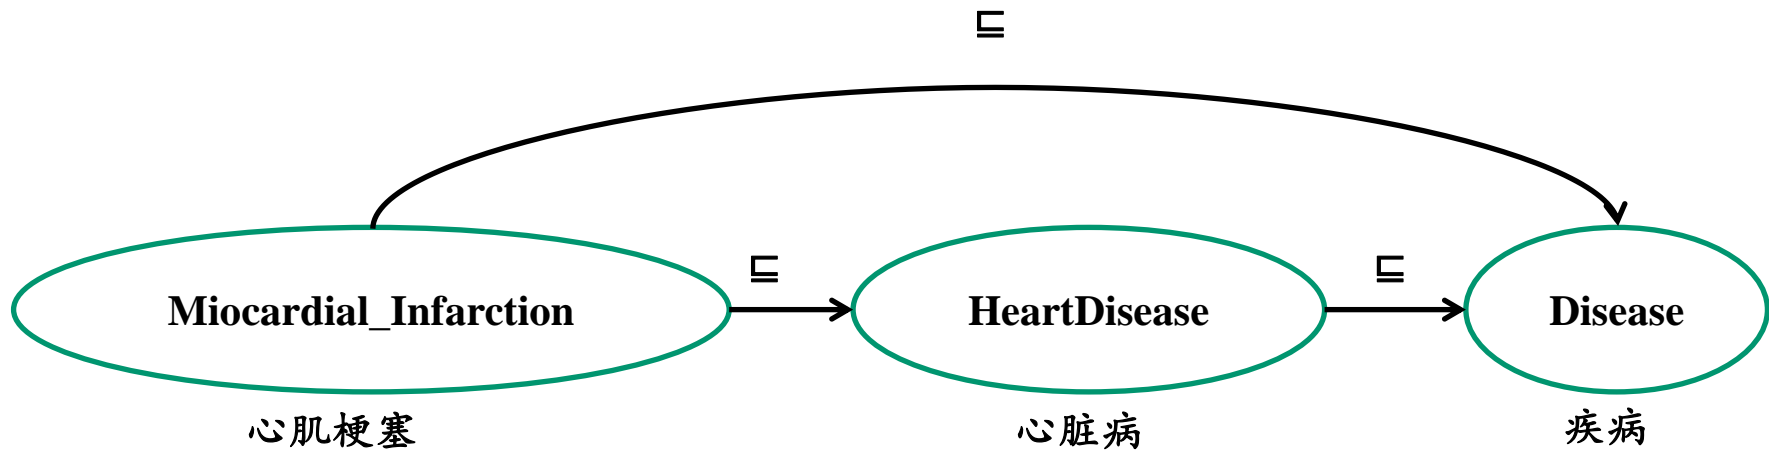 ⊑
⊑ ⊑
Miocardial_Infarction HeartDisease Disease
心肌梗塞 心脏病 疾病